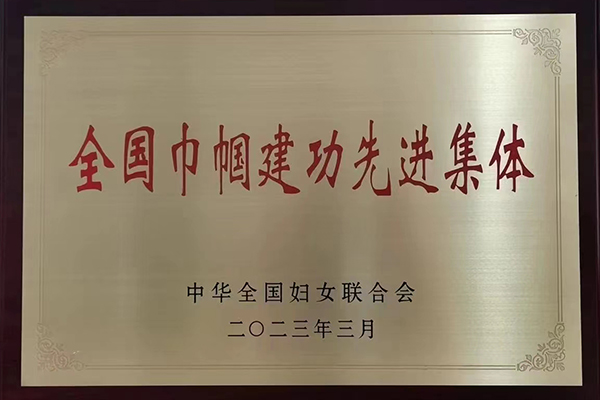 全国巾帼建功先进集体
中华全国妇女联合会
二〇二三年三月